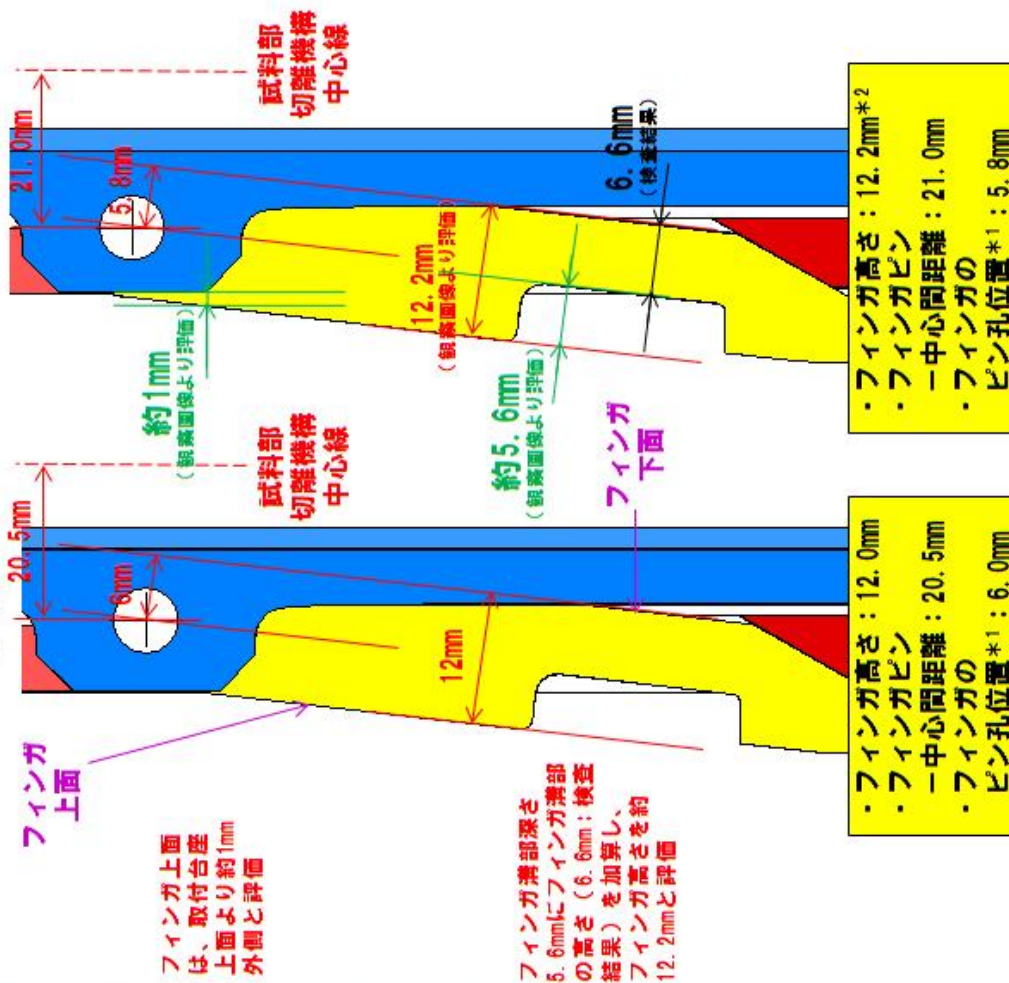 フィンガ
上面
フィンガ上面
は、取付台座
上面より約1mm
外側と評価
フィンガ溝部深さ
5.6mmにフィンガ溝部
の高さ（6.6mm：検査
結果）を加算し、
フィンガ高さを約
12.2mmと評価
20.5mm
6mm
12mm
試料部
切離機構
中心線
フィンガ
下面
・フィンガ高さ：12.0mm
・フィンガピン
－中心間距離：20.5mm
・フィンガの
ピン孔位置*1：6.0mm
21.0mm
5.8mm
試料部
切離機構
中心線
約1mm
（観察画像より評価）
12.2mm
（観察画像より評価）
約5.6mm
（観察画像より評価）
6.6mm
（検査結果）
・フィンガ高さ：12.2mm*2
・フィンガピン
－中心間距離：21.0mm
・フィンガの
ピン孔位置*1：5.8mm